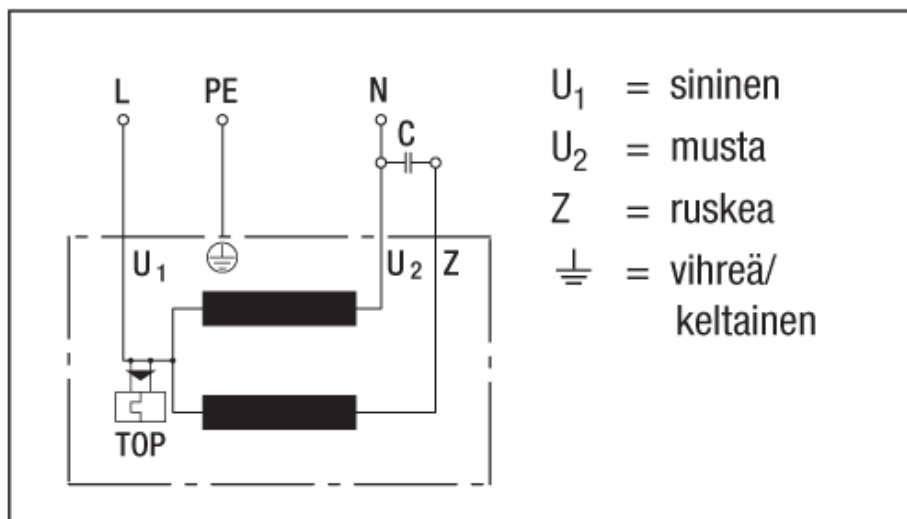 L PE N
C
U₁ U₂ Z
TOP
U₁ = sininen
U₂ = musta
Z = ruskea
⏚ = vihreä/
keltainen